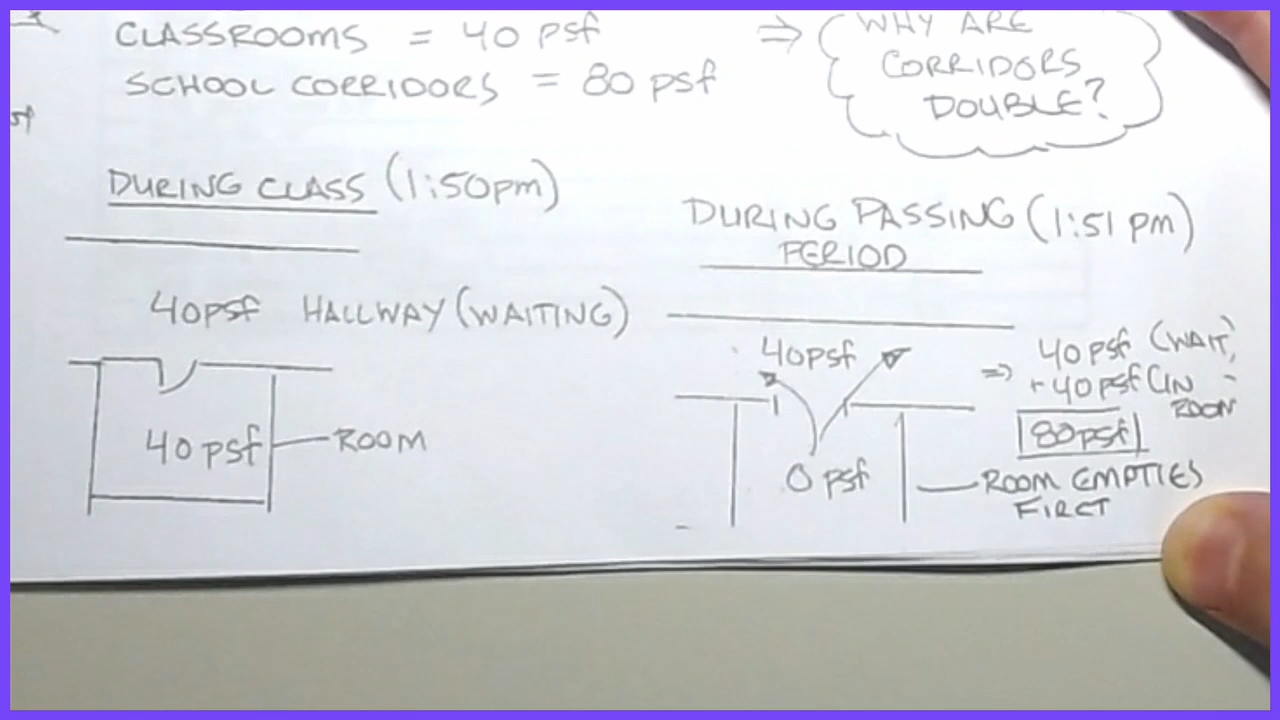 CLASSROOMS = 40 psf
SCHOOL CORRIDORS = 80 psf
⇒ WHY ARE
CORRIDORS
DOUBLE?
DURING CLASS (1:50pm)
40psf HALLWAY (WAITING)
40 psf
ROOM
DURING PASSING (1:51 pm)
PERIOD
40psf
0 psf
⇒ 40 psf (WAIT)
+ 40 psf (IN
ROOM
80psf
ROOM EMPTIES
FIRCT